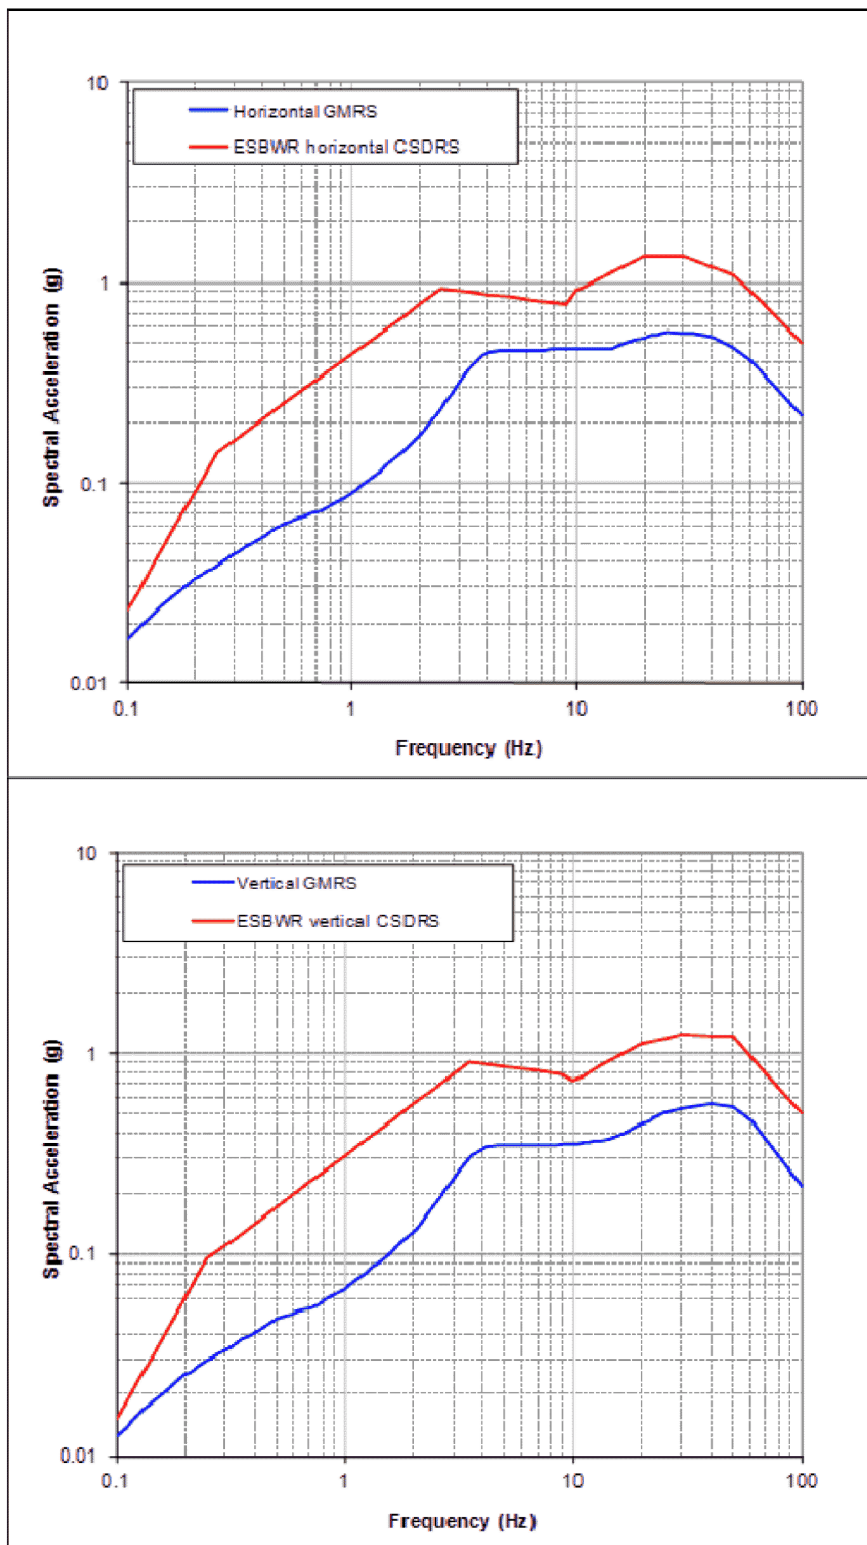 10
Horizontal GMRS
ESBWR horizontal CSDRS
1
Spectral Acceleration (g)
0.1
0.01
0.1 1 10 100
Frequency (Hz)
10
Vertical GMRS
ESBWR vertical CSDRS
1
Spectral Acceleration (g)
0.1
0.01
0.1 1 10 100
Frequency (Hz)